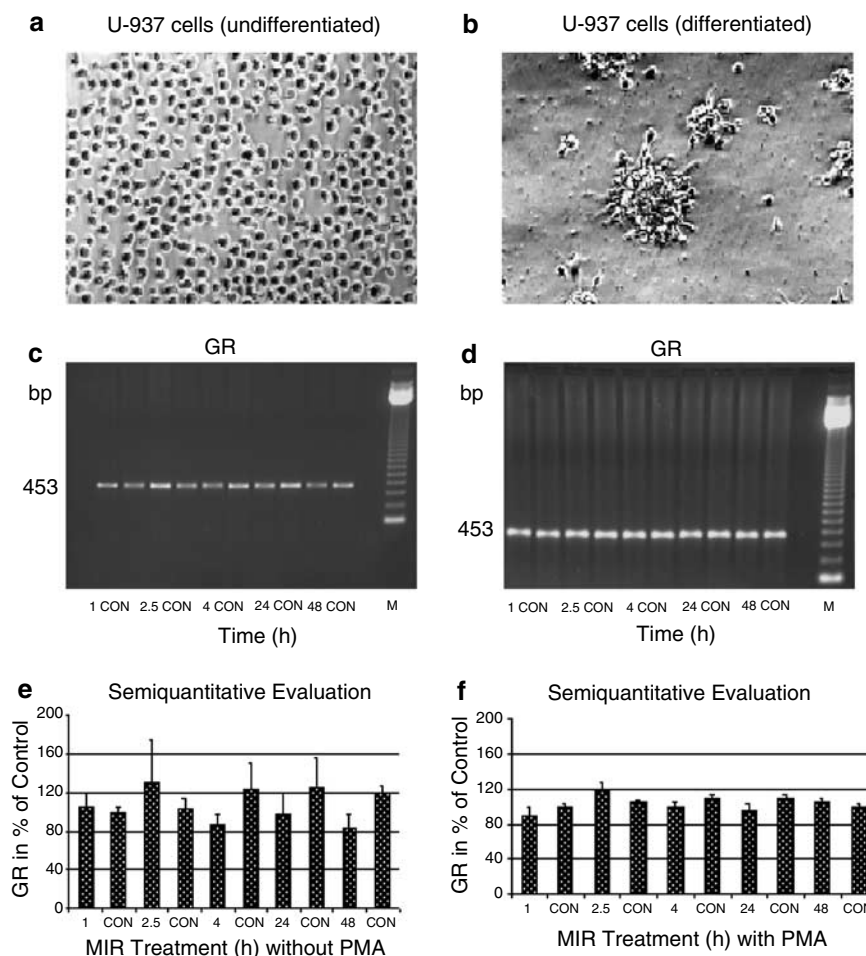 a U-937 cells (undifferentiated)
b U-937 cells (differentiated)
c GR
bp
453
1 CON 2.5 CON 4 CON 24 CON 48 CON M
Time (h)
d GR
453
1 CON 2.5 CON 4 CON 24 CON 48 CON M
Time (h)
e Semiquantitative Evaluation
GR in % of Control
200
160
120
80
40
0
1 CON 2.5 CON 4 CON 24 CON 48 CON
MIR Treatment (h) without PMA
f Semiquantitative Evaluation
GR in % of Control
200
160
120
80
40
0
1 CON 2.5 CON 4 CON 24 CON 48 CON
MIR Treatment (h) with PMA